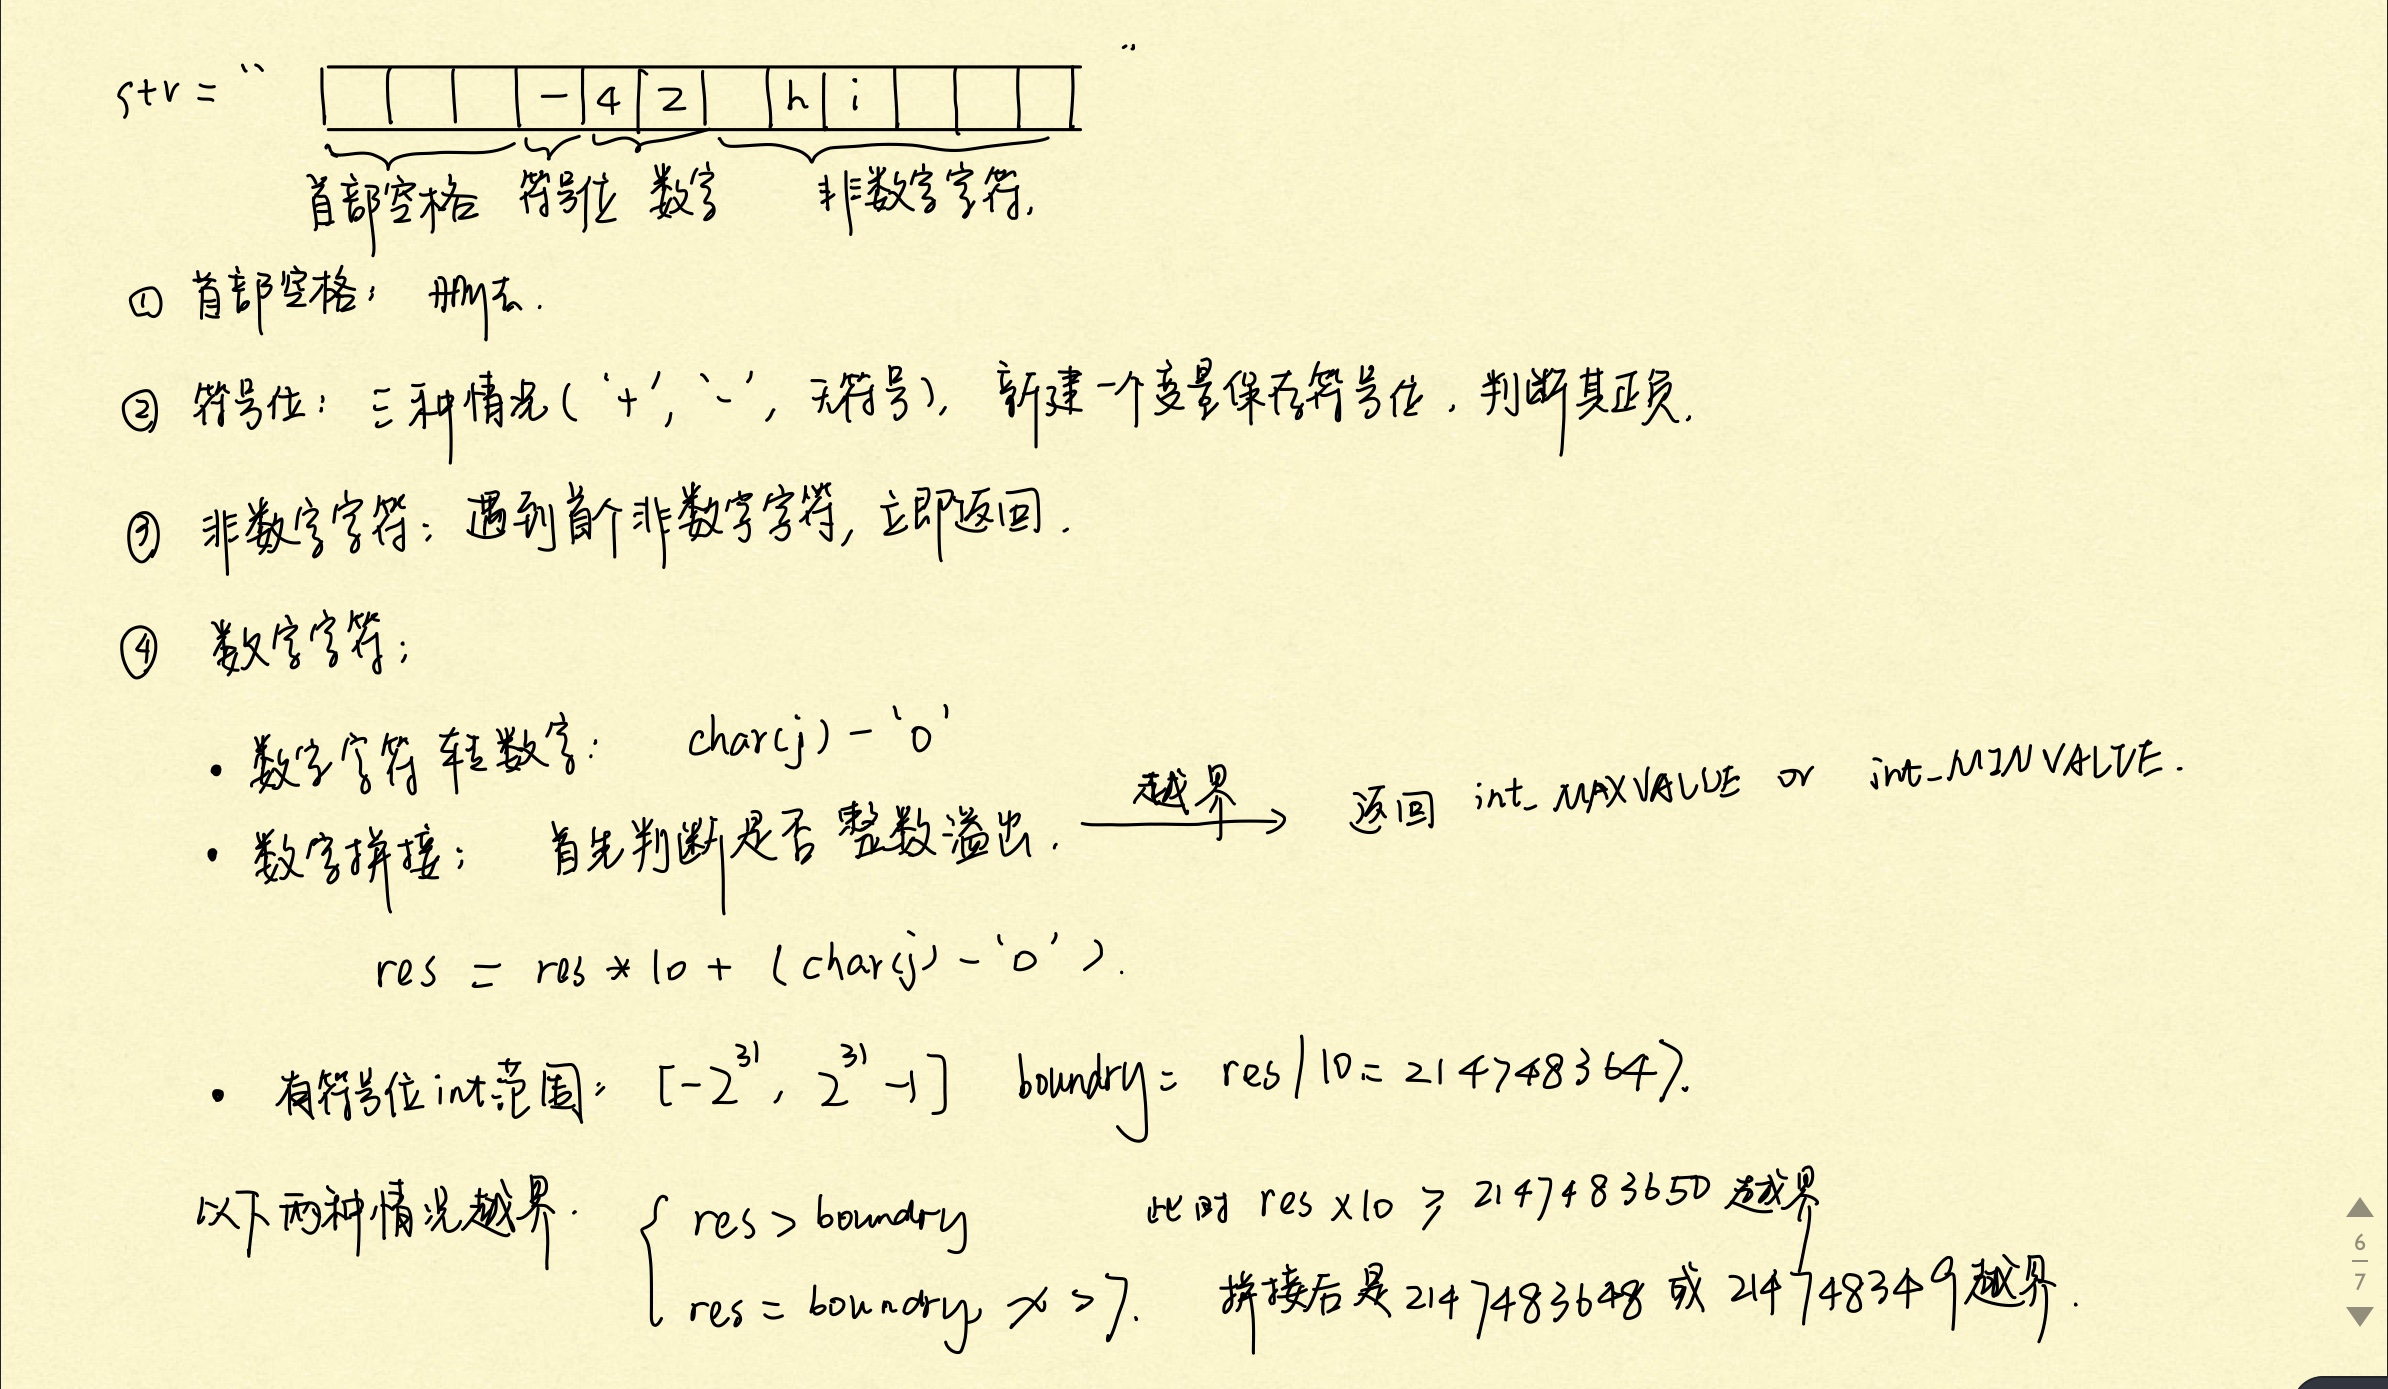 str = " - 4 2 h i "
首部空格 符号位 数字 非数字字符.
① 首部空格: 删去.
② 符号位: 三种情况('+', '-', 无符号), 新建一个变量保存符号位, 判断其正负.
③ 非数字字符: 遇到首个非数字字符, 立即返回.
④ 数字字符:
• 数字字符转数字: char(j) - '0'
• 数字拼接: 首先判断是否整数溢出. 越界 → 返回 int_MAXVALUE or int_MINVALUE.
res = res * 10 + (char(j) - '0').
• 有符号位int范围: [-2^31, 2^31 -1] boundry = res / 10 = 2147483647.
以下两种情况越界. { res > boundry 此时 res x 10 ≥ 2147483650 越界
res = boundry, x > 7. 拼接后是 2147483648 或 214748349 越界.
6
7